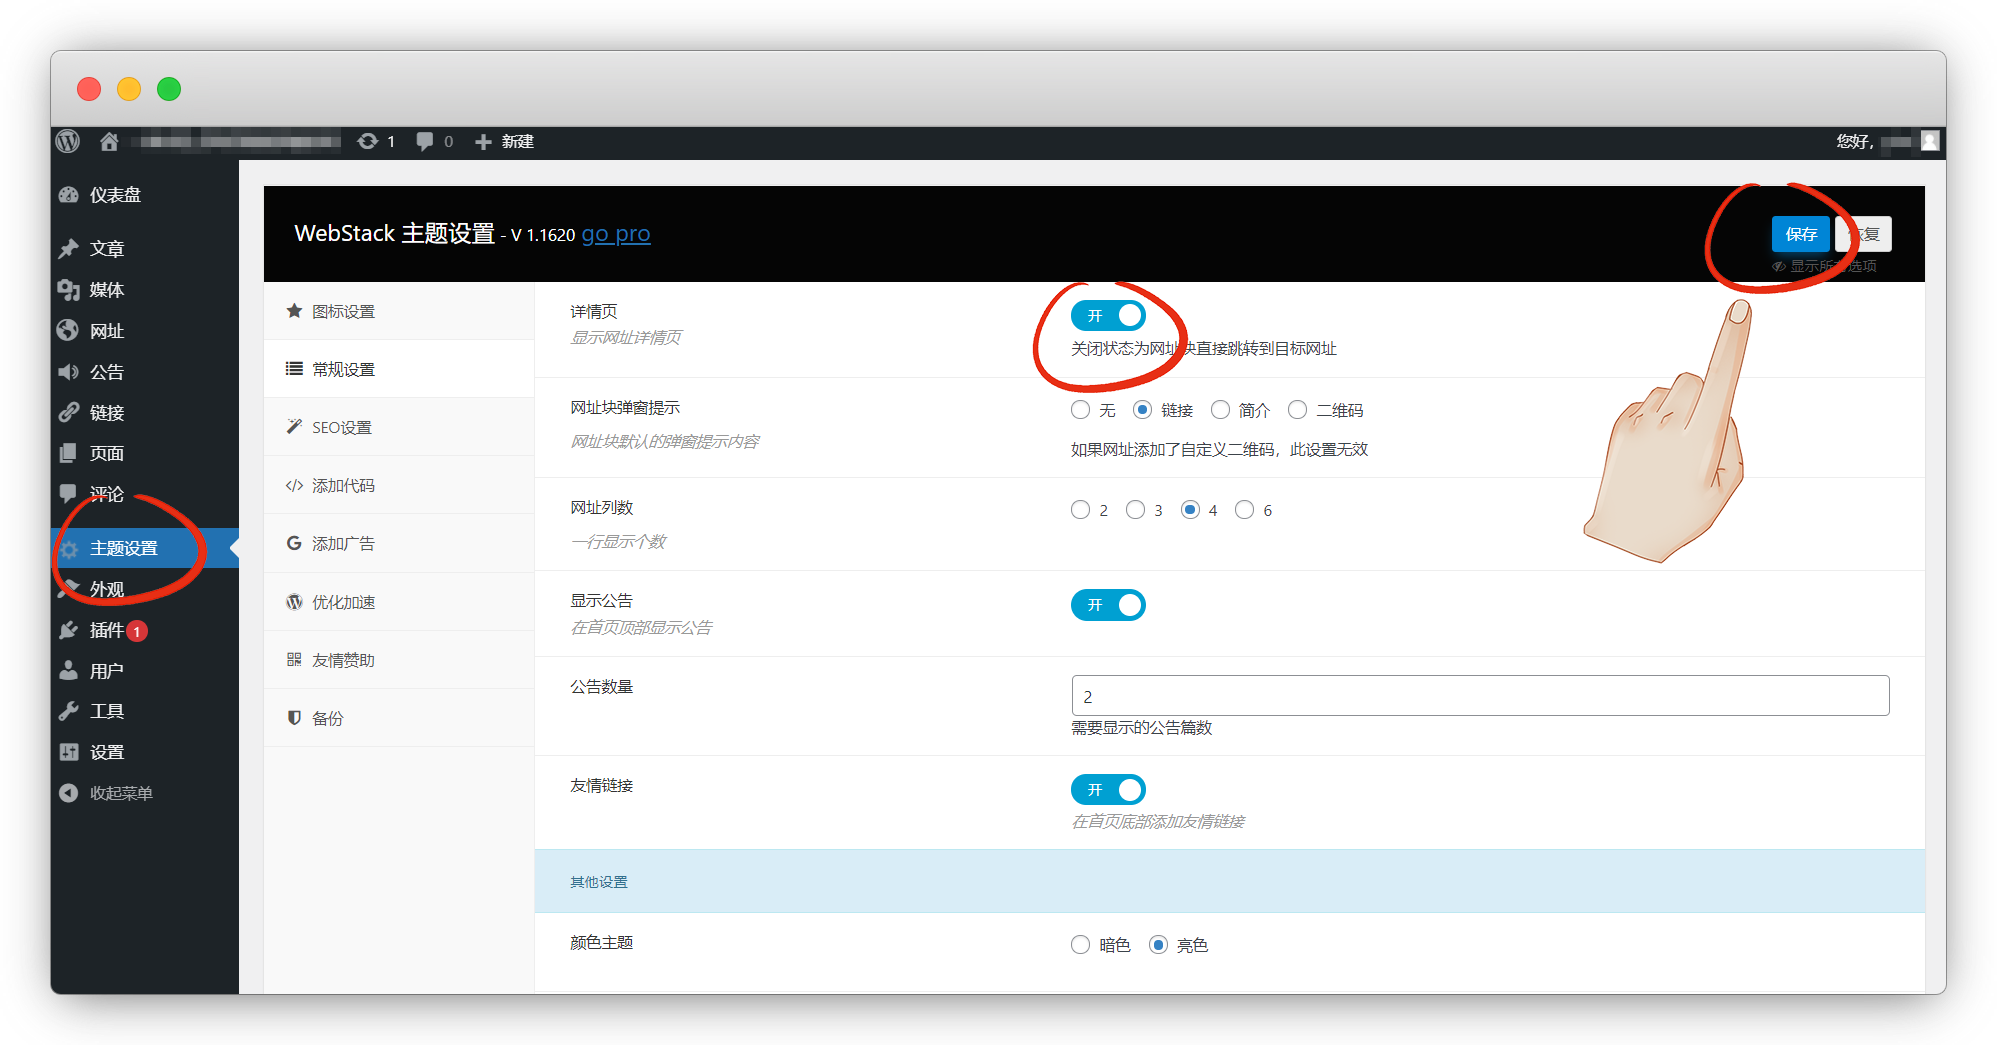 1
0
新建
您好,
仪表盘
文章
媒体
网址
公告
链接
页面
评论
主题设置
外观
插件 1
用户
工具
设置
收起菜单
WebStack 主题设置 - V 1.1620 go pro
保存
恢复
显示所有选项
图标设置
常规设置
SEO设置
添加代码
添加广告
优化加速
友情赞助
备份
详情页
显示网址详情页
开
关闭状态为网址块直接跳转到目标网址
网址块弹窗提示
网址块默认的弹窗提示内容
无 链接 简介 二维码
如果网址添加了自定义二维码，此设置无效
网址列数
一行显示个数
2 3 4 6
显示公告
在首页顶部显示公告
开
公告数量
2
需要显示的公告篇数
友情链接
开
在首页底部添加友情链接
其他设置
颜色主题
暗色 亮色